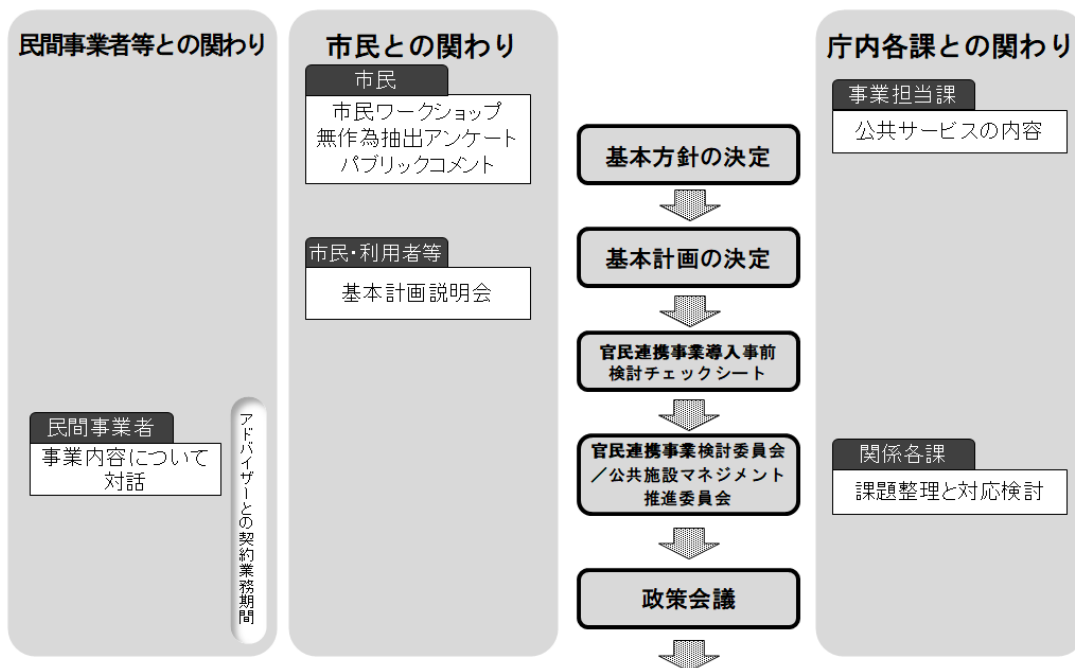 民間事業者等との関わり
民間事業者
事業内容について
対話
アドバイザーとの契約業務期間
市民との関わり
市民
市民ワークショップ
無作為抽出アンケート
パブリックコメント
市民・利用者等
基本計画説明会
基本方針の決定
基本計画の決定
官民連携事業導入事前
検討チェックシート
官民連携事業検討委員会
／公共施設マネジメント
推進委員会
政策会議
庁内各課との関わり
事業担当課
公共サービスの内容
関係各課
課題整理と対応検討